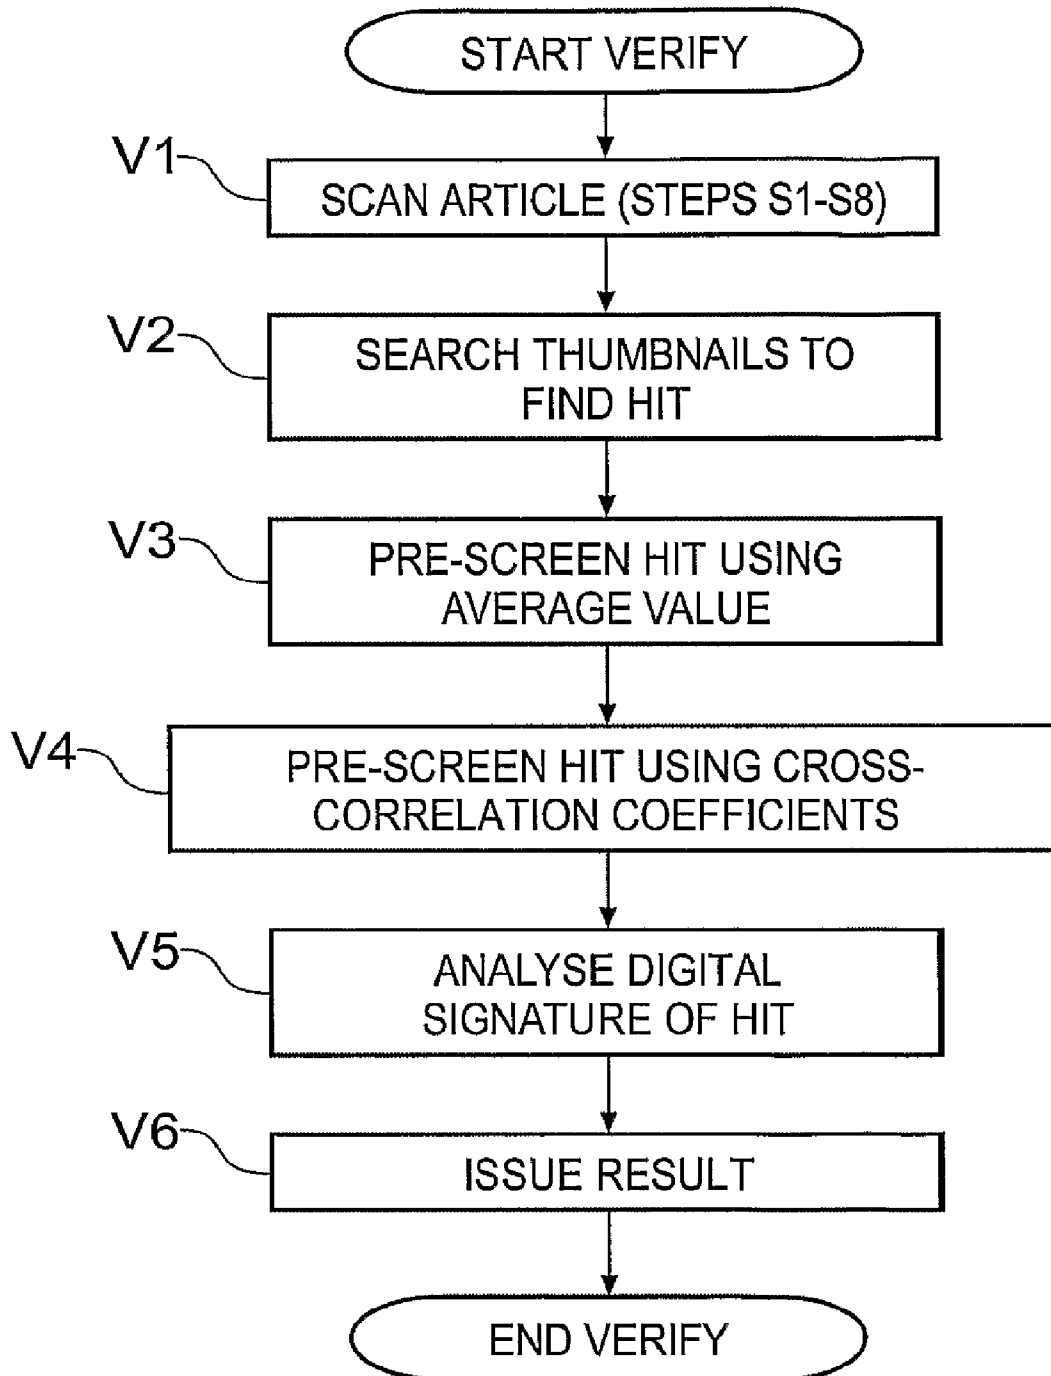 START VERIFY
V1
SCAN ARTICLE (STEPS S1-S8)
V2
SEARCH THUMBNAILS TO
FIND HIT
V3
PRE-SCREEN HIT USING
AVERAGE VALUE
V4
PRE-SCREEN HIT USING CROSS-
CORRELATION COEFFICIENTS
V5
ANALYSE DIGITAL
SIGNATURE OF HIT
V6
ISSUE RESULT
END VERIFY